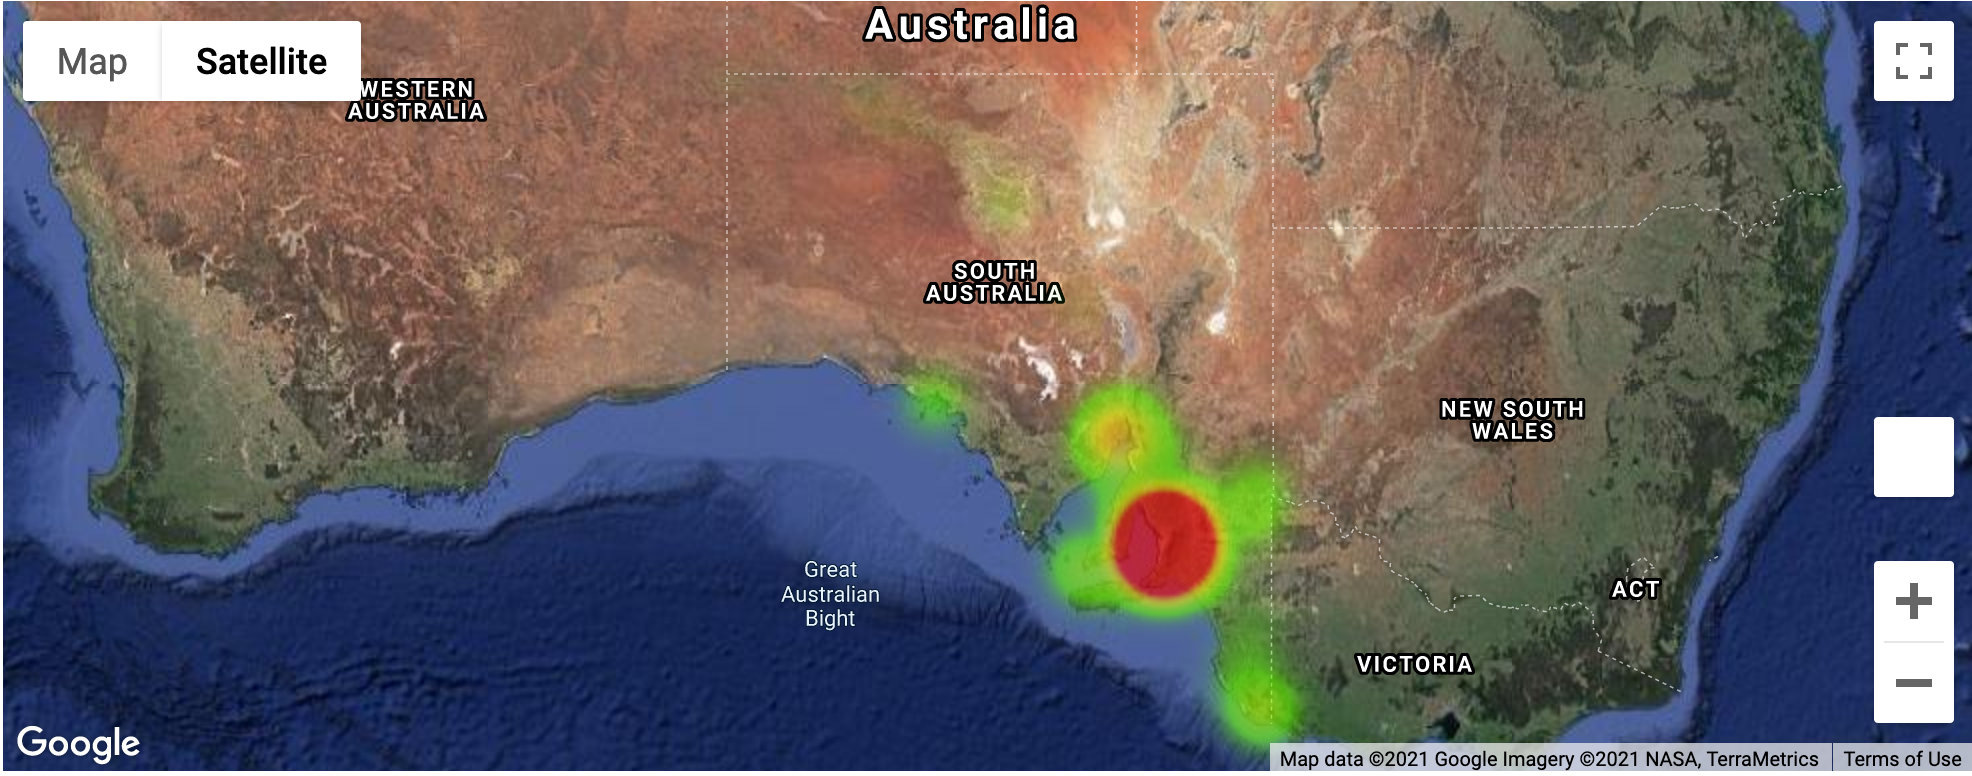 Australia
Map
Satellite
WESTERN
AUSTRALIA
SOUTH
AUSTRALIA
NEW SOUTH
WALES
Great
Australian
Bight
ACT
VICTORIA
Google
Map data ©2021 Google Imagery ©2021 NASA, TerraMetrics
Terms of Use